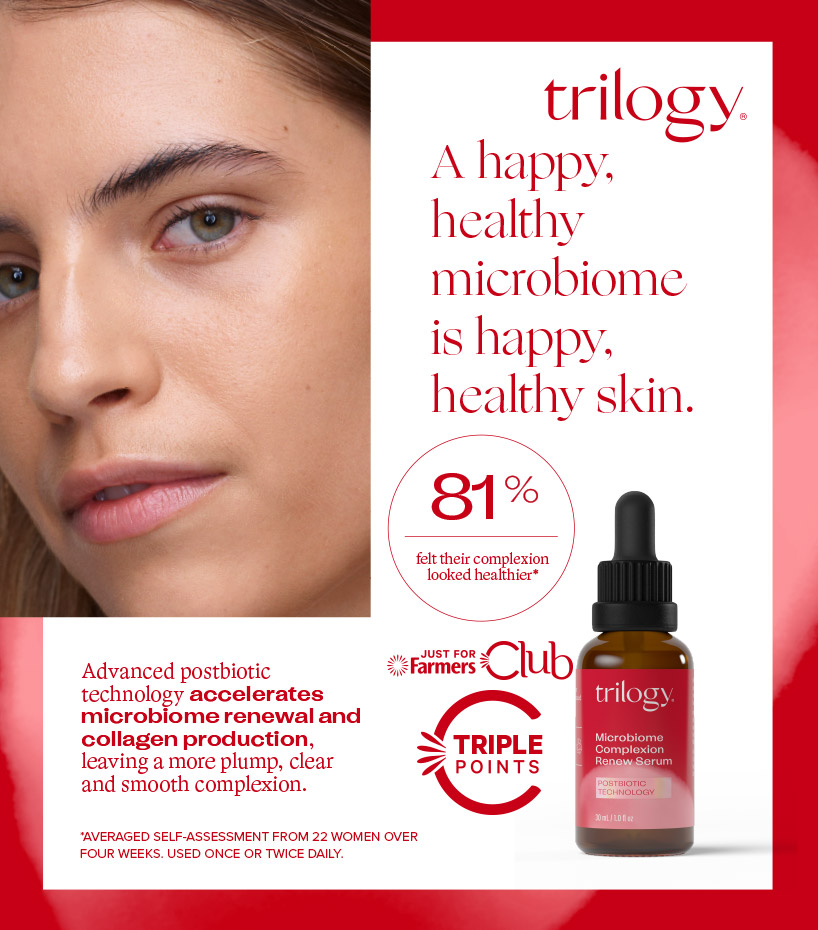 trilogy®
A happy,
healthy
microbiome
is happy,
healthy skin.
81%
felt their complexion
looked healthier*
JUST FOR
Farmers Club
TRIPLE
POINTS
Advanced postbiotic
technology accelerates
microbiome renewal and
collagen production,
leaving a more plump, clear
and smooth complexion.
*AVERAGED SELF-ASSESSMENT FROM 22 WOMEN OVER
FOUR WEEKS. USED ONCE OR TWICE DAILY.
trilogy.
Microbiome
Complexion
Renew Serum
POSTBIOTIC
TECHNOLOGY
30 mL / 1.0 fl oz